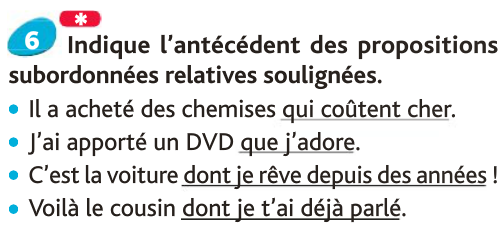 *
6 Indique l'antécédent des propositions
subordonnées relatives soulignées.
• Il a acheté des chemises qui coûtent cher.
• J'ai apporté un DVD que j'adore.
• C'est la voiture dont je rêve depuis des années !
• Voilà le cousin dont je t'ai déjà parlé.